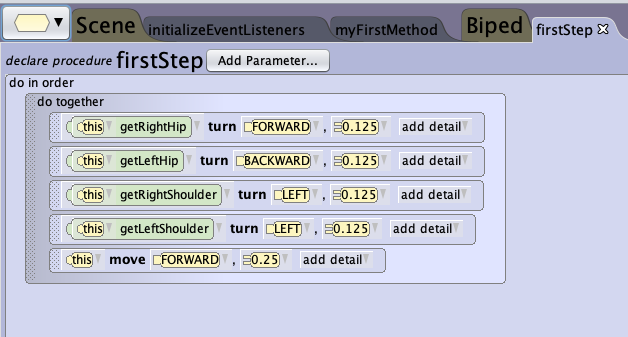 Scene initializeEventListeners myFirstMethod Biped firstStep
declare procedure firstStep Add Parameter...
do in order
do together
this getRightHip turn FORWARD , 0.125 add detail
this getLeftHip turn BACKWARD , 0.125 add detail
this getRightShoulder turn LEFT , 0.125 add detail
this getLeftShoulder turn LEFT , 0.125 add detail
this move FORWARD , 0.25 add detail